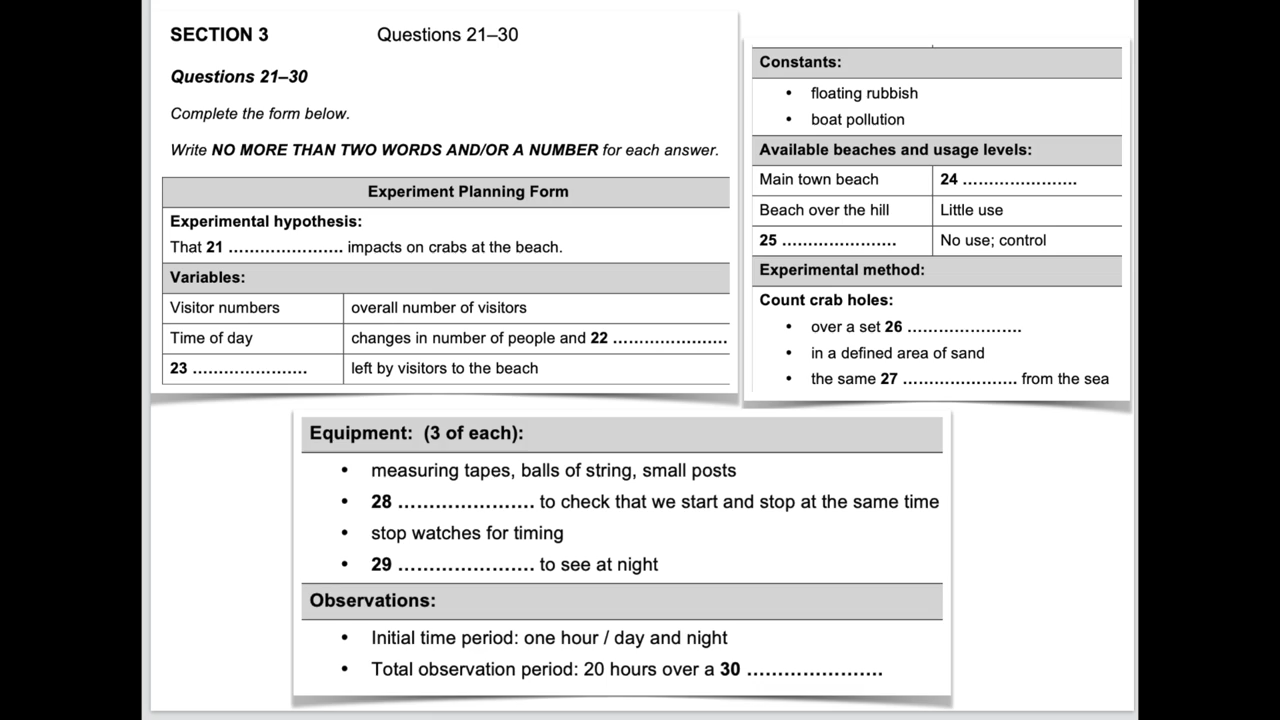 SECTION 3 Questions 21–30
Questions 21–30
Complete the form below.
Write NO MORE THAN TWO WORDS AND/OR A NUMBER for each answer.
Experiment Planning Form
Experimental hypothesis:
That 21 ...................... impacts on crabs at the beach.
Variables:
Visitor numbers overall number of visitors
Time of day changes in number of people and 22 ......................
23 ...................... left by visitors to the beach
Constants:
• floating rubbish
• boat pollution
Available beaches and usage levels:
Main town beach 24 ......................
Beach over the hill Little use
25 ...................... No use; control
Experimental method:
Count crab holes:
• over a set 26 ......................
• in a defined area of sand
• the same 27 ...................... from the sea
Equipment: (3 of each):
• measuring tapes, balls of string, small posts
• 28 ...................... to check that we start and stop at the same time
• stop watches for timing
• 29 ...................... to see at night
Observations:
• Initial time period: one hour / day and night
• Total observation period: 20 hours over a 30 ......................